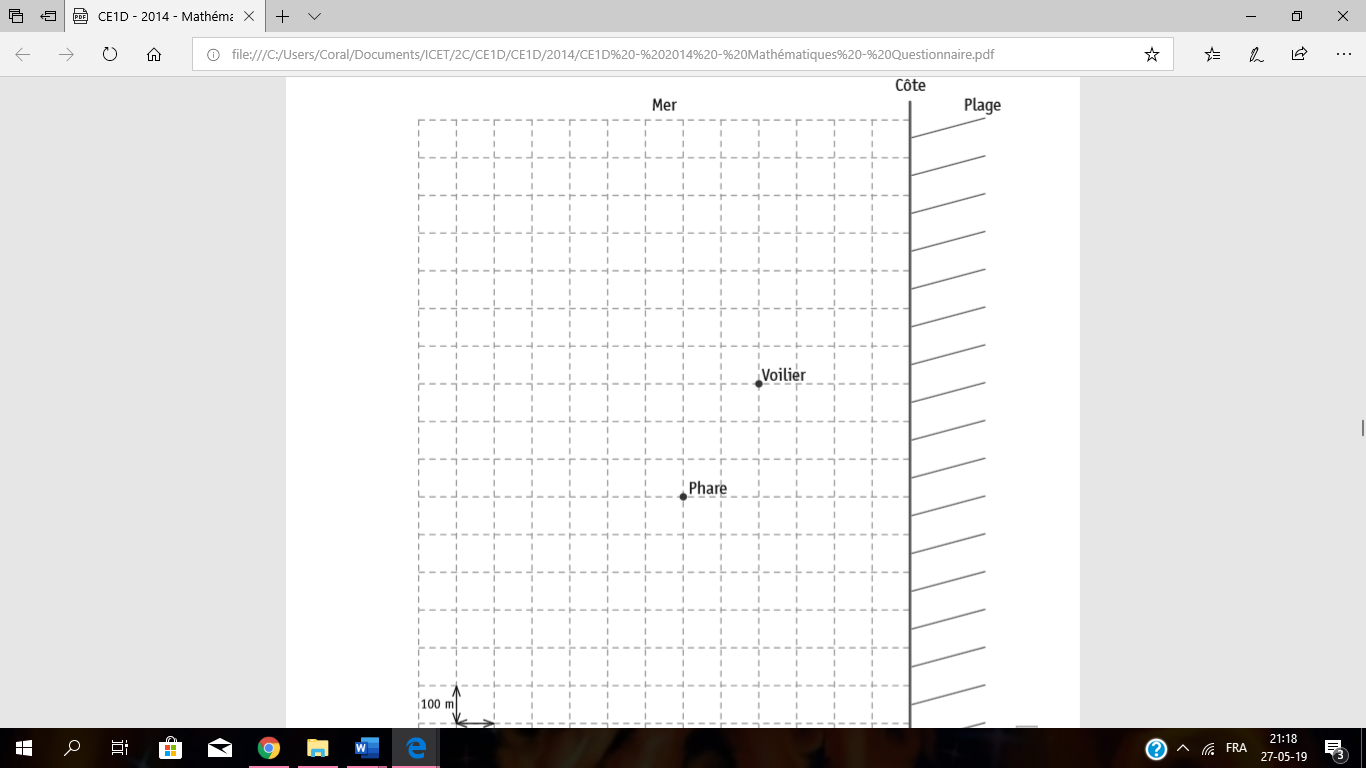 CE1D - 2014 - Mathéma
file:///C:/Users/Coral/Documents/ICET/2C/CE1D/CE1D/2014/CE1D%20-%202014%20-%20Mathématiques%20-%20Questionnaire.pdf
Côte
Mer
Plage
Voilier
Phare
100 m
FRA
21:18
27-05-19
3